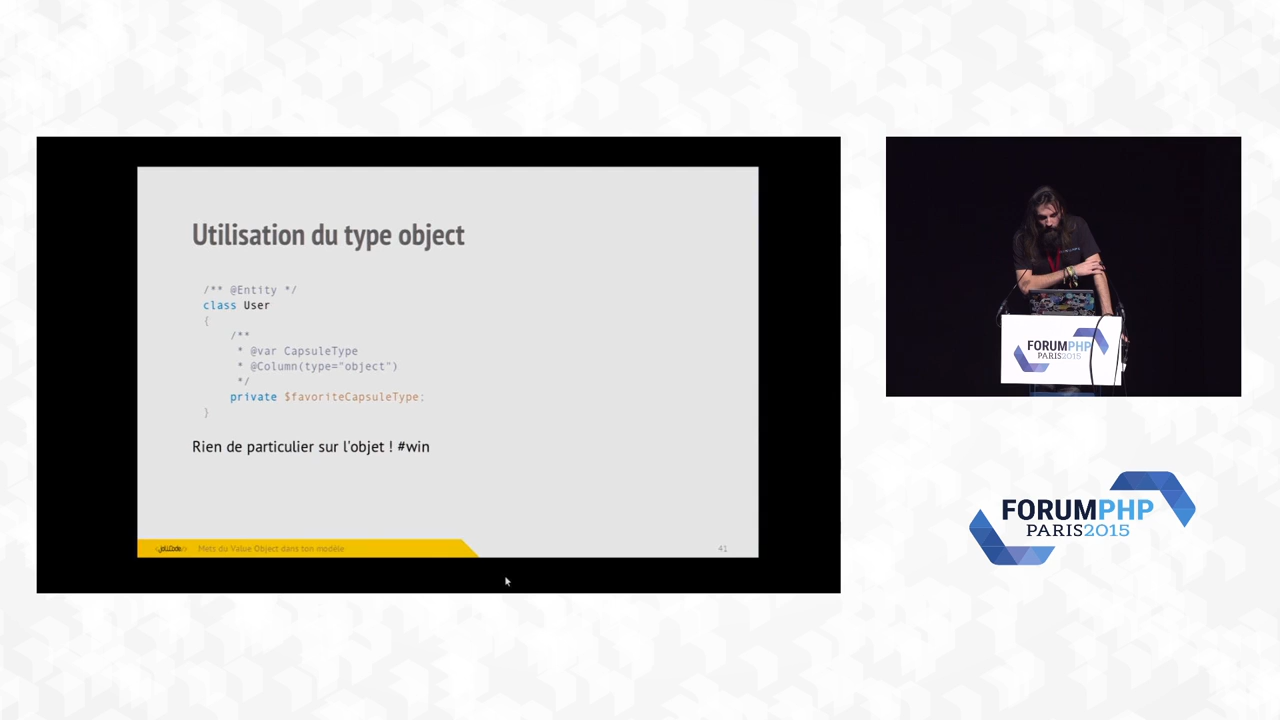 Utilisation du type object
/** @Entity */
class User
{
/**
* @var CapsuleType
* @Column(type="object")
*/
private $favoriteCapsuleType;
}
Rien de particulier sur l'objet ! #win
JoliCode
Mets du Value Object dans ton modèle
41
FORUMPHP
PARIS2015
FORUMPHP
PARIS2015